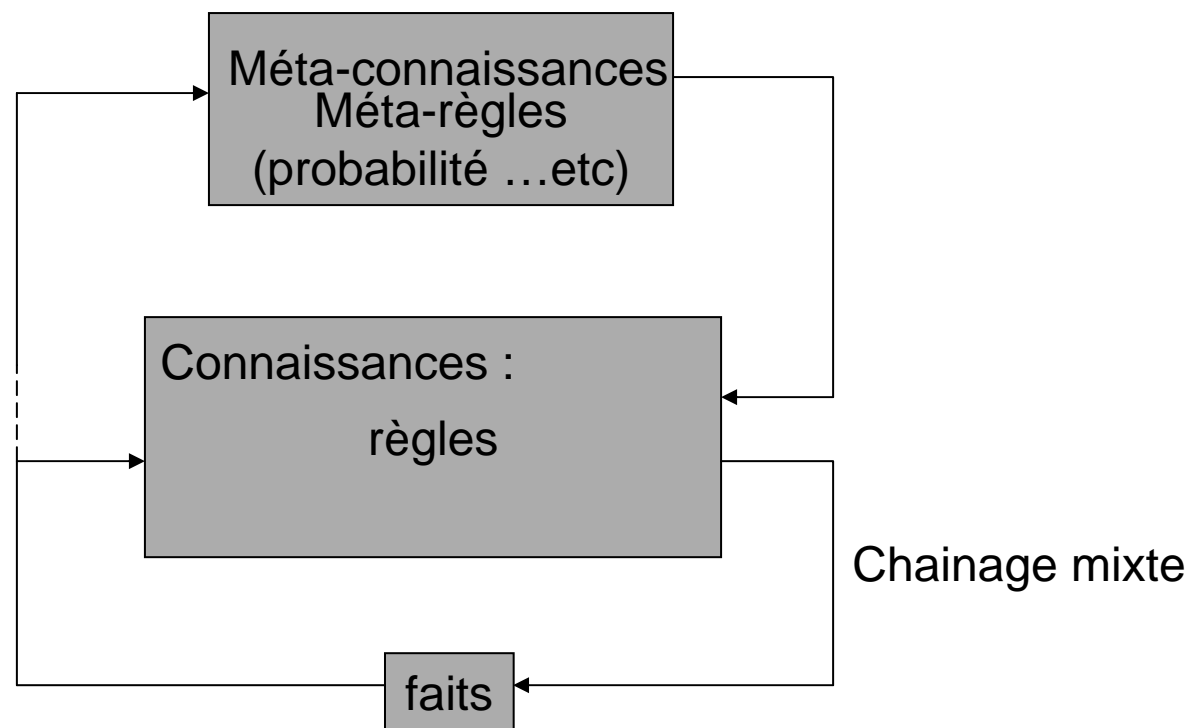 Méta-connaissances
Méta-règles
(probabilité …etc)
Connaissances :
règles
Chainage mixte
faits